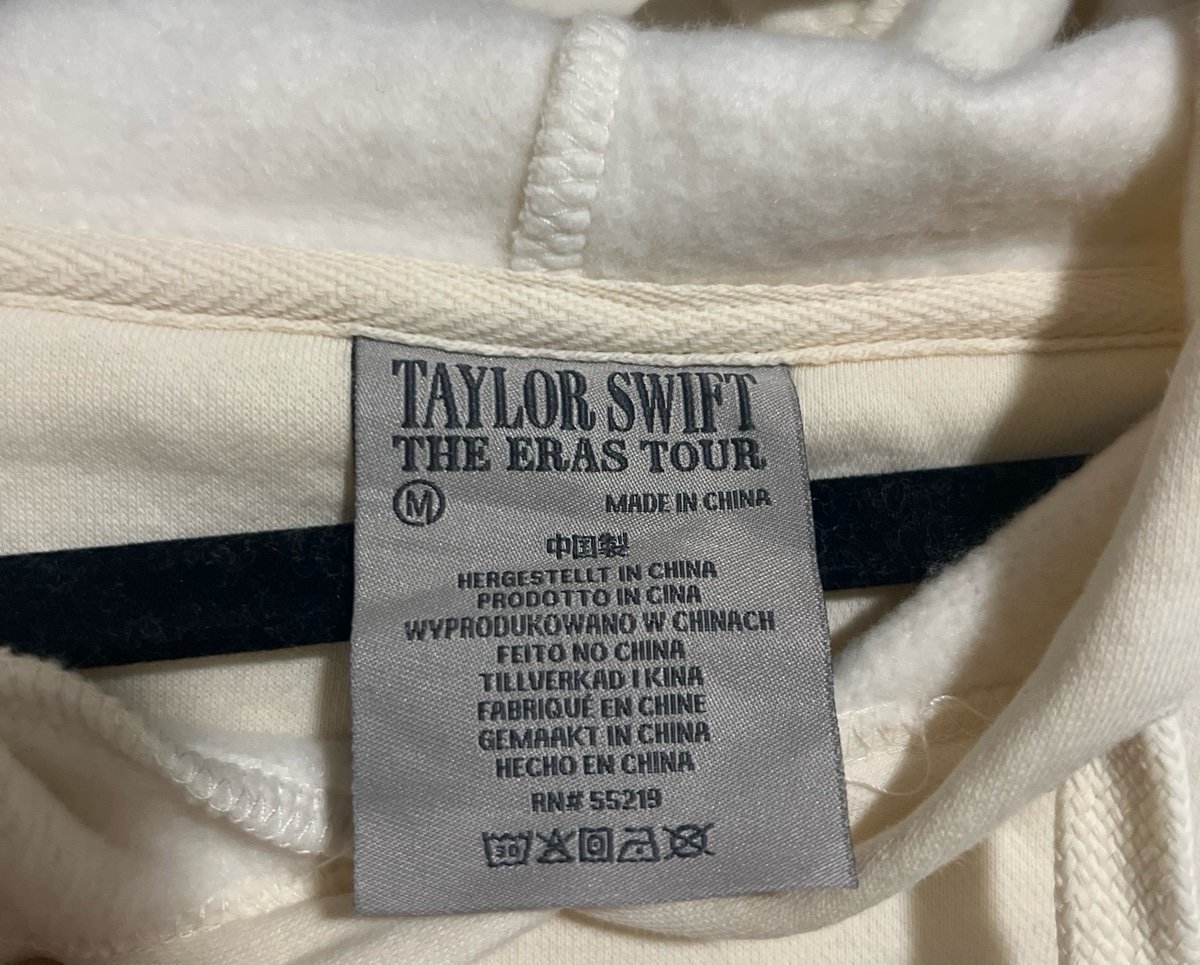 TAYLOR SWIFT
THE ERAS TOUR
M MADE IN CHINA
中国製
HERGESTELLT IN CHINA
PRODOTTO IN CINA
WYPRODUKOWANO W CHINACH
FEITO NO CHINA
TILLVERKAD I KINA
FABRIQUÉ EN CHINE
GEMAAKT IN CHINA
HECHO EN CHINA
RN# 55219
30